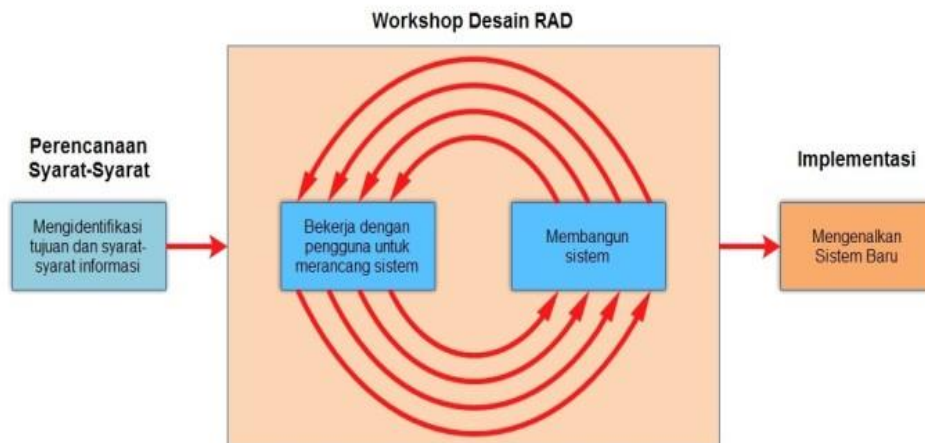 Workshop Desain RAD
Perencanaan
Syarat-Syarat
Mengidentifikasi
tujuan dan syarat-
syarat informasi
Bekerja dengan
pengguna untuk
merancang sistem
Membangun
sistem
Implementasi
Mengenalkan
Sistem Baru